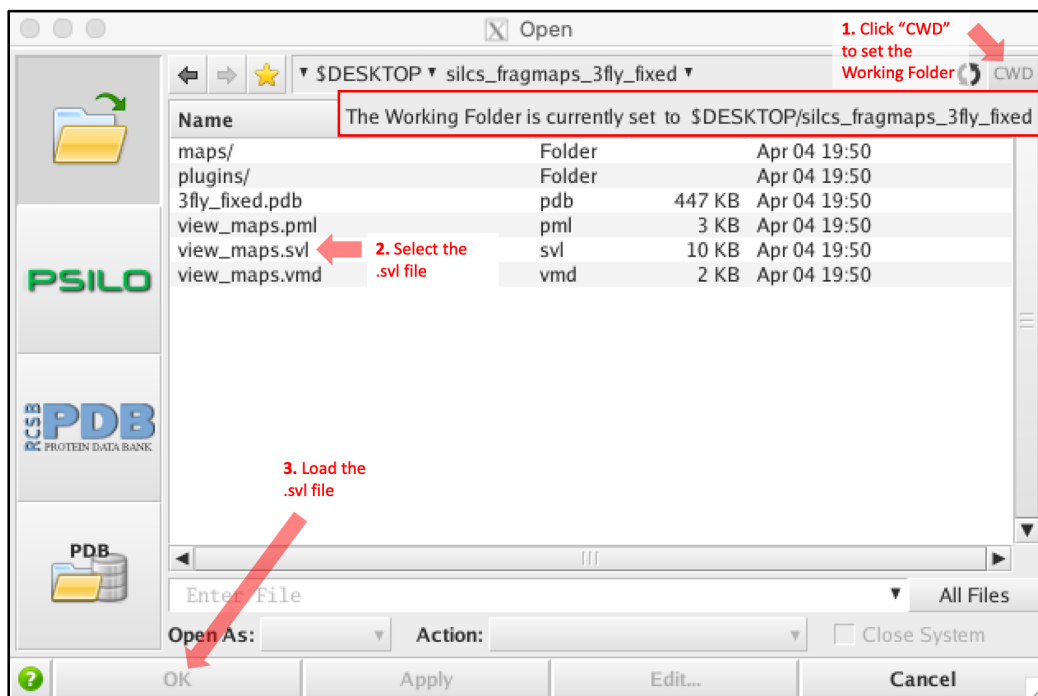 Open
1. Click “CWD”
to set the
Working Folder
CWD
$DESKTOP silcs_fragmaps_3fly_fixed
The Working Folder is currently set to $DESKTOP/silcs_fragmaps_3fly_fixed
Name
maps/ Folder Apr 04 19:50
plugins/ Folder Apr 04 19:50
3fly_fixed.pdb pdb 447 KB Apr 04 19:50
view_maps.pml pml 3 KB Apr 04 19:50
view_maps.svl svl 10 KB Apr 04 19:50
view_maps.vmd vmd 2 KB Apr 04 19:50
2. Select the
.svl file
PSILO
RCSB
PDB
PROTEIN DATA BANK
3. Load the
.svl file
PDB
Enter File
All Files
Open As: Action: Close System
? OK Apply Edit... Cancel